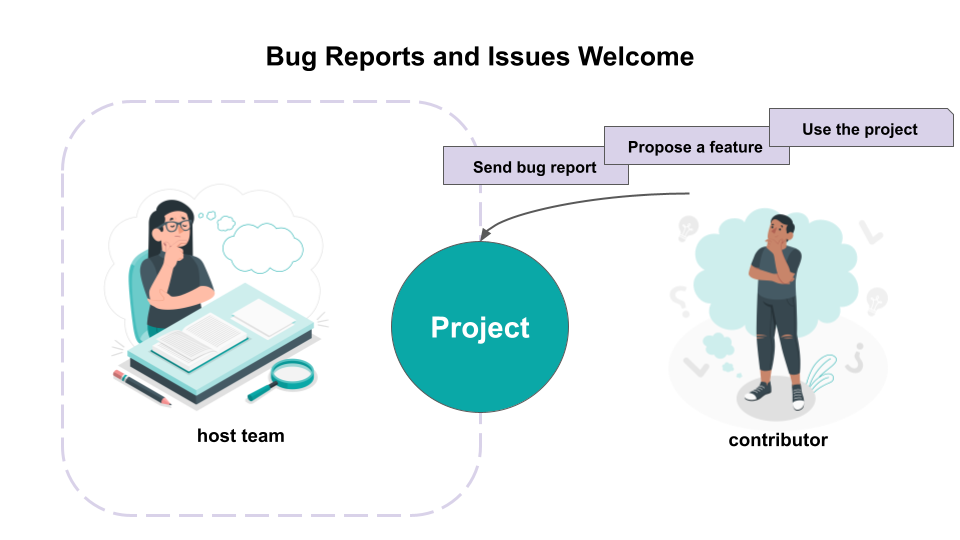 Bug Reports and Issues Welcome
Use the project
Propose a feature
Send bug report
Project
host team
contributor